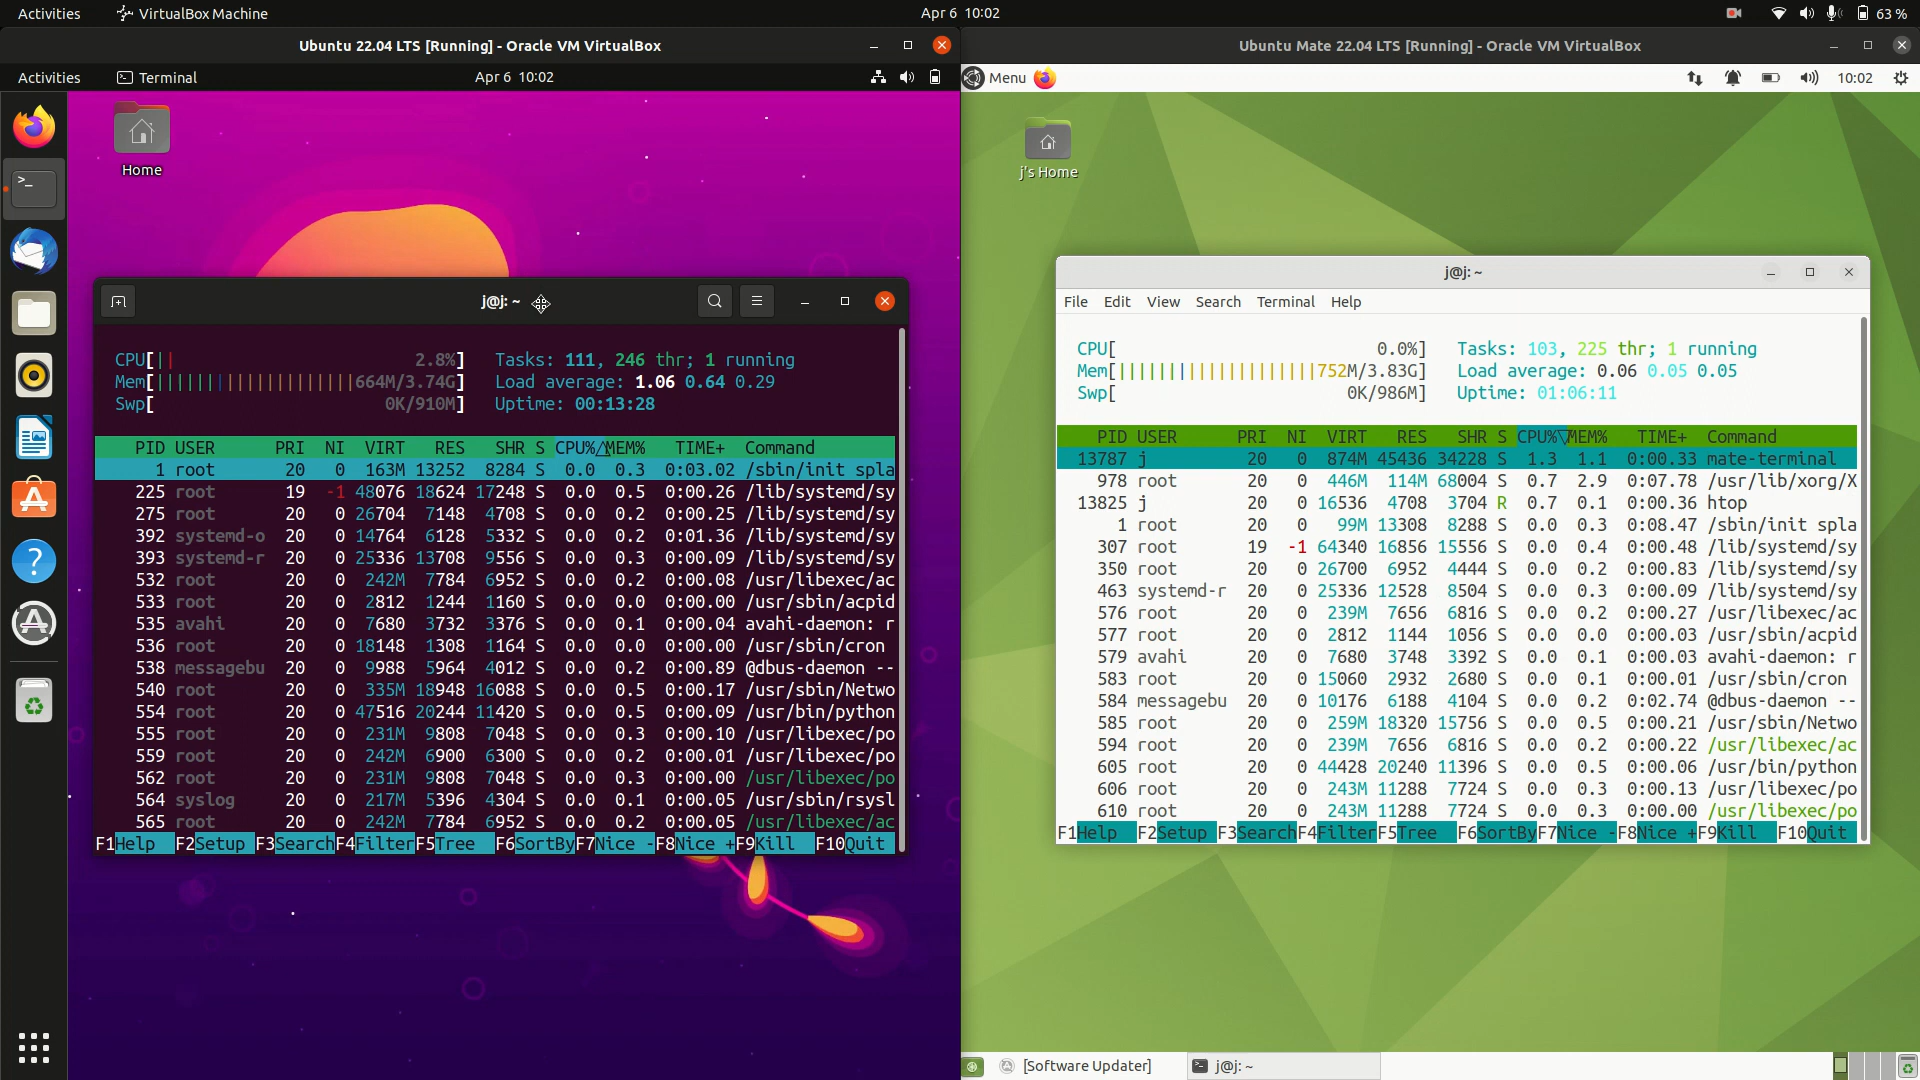 Activities VirtualBox Machine Apr 6 10:02 63 %
Ubuntu 22.04 LTS [Running] - Oracle VM VirtualBox
Activities Terminal Apr 6 10:02
Home
j@j: ~
CPU[|| 2.8%] Tasks: 111, 246 thr; 1 running
Mem[||||||||||||||||||||664M/3.74G] Load average: 1.06 0.64 0.29
Swp[ 0K/910M] Uptime: 00:13:28
PID USER PRI NI VIRT RES SHR S CPU%△MEM% TIME+ Command
1 root 20 0 163M 13252 8284 S 0.0 0.3 0:03.02 /sbin/init spla
225 root 19 -1 48076 18624 17248 S 0.0 0.5 0:00.26 /lib/systemd/sy
275 root 20 0 26704 7148 4708 S 0.0 0.2 0:00.25 /lib/systemd/sy
392 systemd-o 20 0 14764 6128 5332 S 0.0 0.2 0:01.36 /lib/systemd/sy
393 systemd-r 20 0 25336 13708 9556 S 0.0 0.3 0:00.09 /lib/systemd/sy
532 root 20 0 242M 7784 6952 S 0.0 0.2 0:00.08 /usr/libexec/ac
533 root 20 0 2812 1244 1160 S 0.0 0.0 0:00.00 /usr/sbin/acpid
535 avahi 20 0 7680 3732 3376 S 0.0 0.1 0:00.04 avahi-daemon: r
536 root 20 0 18148 1308 1164 S 0.0 0.0 0:00.00 /usr/sbin/cron
538 messagebu 20 0 9988 5964 4012 S 0.0 0.2 0:00.89 @dbus-daemon --
540 root 20 0 335M 18948 16088 S 0.0 0.5 0:00.17 /usr/sbin/Netwo
554 root 20 0 47516 20244 11420 S 0.0 0.5 0:00.09 /usr/bin/python
555 root 20 0 231M 9808 7048 S 0.0 0.3 0:00.10 /usr/libexec/po
559 root 20 0 242M 6900 6300 S 0.0 0.2 0:00.01 /usr/libexec/po
562 root 20 0 231M 9808 7048 S 0.0 0.3 0:00.00 /usr/libexec/po
564 syslog 20 0 217M 5396 4304 S 0.0 0.1 0:00.05 /usr/sbin/rsysl
565 root 20 0 242M 7784 6952 S 0.0 0.2 0:00.05 /usr/libexec/ac
F1Help F2Setup F3SearchF4FilterF5Tree F6SortByF7Nice -F8Nice +F9Kill F10Quit
Ubuntu Mate 22.04 LTS [Running] - Oracle VM VirtualBox
Menu 10:02
j's Home
j@j: ~
File Edit View Search Terminal Help
CPU[ 0.0%] Tasks: 103, 225 thr; 1 running
Mem[||||||||||||||||||||752M/3.83G] Load average: 0.06 0.05 0.05
Swp[ 0K/986M] Uptime: 01:06:11
PID USER PRI NI VIRT RES SHR S CPU%▽MEM% TIME+ Command
13787 j 20 0 874M 45436 34228 S 1.3 1.1 0:00.33 mate-terminal
978 root 20 0 446M 114M 68004 S 0.7 2.9 0:07.78 /usr/lib/xorg/X
13825 j 20 0 16536 4708 3704 R 0.7 0.1 0:00.36 htop
1 root 20 0 99M 13308 8288 S 0.0 0.3 0:08.47 /sbin/init spla
307 root 19 -1 64340 16856 15556 S 0.0 0.4 0:00.48 /lib/systemd/sy
350 root 20 0 26700 6952 4444 S 0.0 0.2 0:00.83 /lib/systemd/sy
463 systemd-r 20 0 25336 12528 8504 S 0.0 0.3 0:00.09 /lib/systemd/sy
576 root 20 0 239M 7656 6816 S 0.0 0.2 0:00.27 /usr/libexec/ac
577 root 20 0 2812 1144 1056 S 0.0 0.0 0:00.03 /usr/sbin/acpid
579 avahi 20 0 7680 3748 3392 S 0.0 0.1 0:00.03 avahi-daemon: r
583 root 20 0 15060 2932 2680 S 0.0 0.1 0:00.01 /usr/sbin/cron
584 messagebu 20 0 10176 6188 4104 S 0.0 0.2 0:02.74 @dbus-daemon --
585 root 20 0 259M 18320 15756 S 0.0 0.5 0:00.21 /usr/sbin/Netwo
594 root 20 0 239M 7656 6816 S 0.0 0.2 0:00.22 /usr/libexec/ac
605 root 20 0 44428 20240 11396 S 0.0 0.5 0:00.06 /usr/bin/python
606 root 20 0 243M 11288 7724 S 0.0 0.3 0:00.13 /usr/libexec/po
610 root 20 0 243M 11288 7724 S 0.0 0.3 0:00.00 /usr/libexec/po
F1Help F2Setup F3SearchF4FilterF5Tree F6SortByF7Nice -F8Nice +F9Kill F10Quit
[Software Updater] j@j: ~